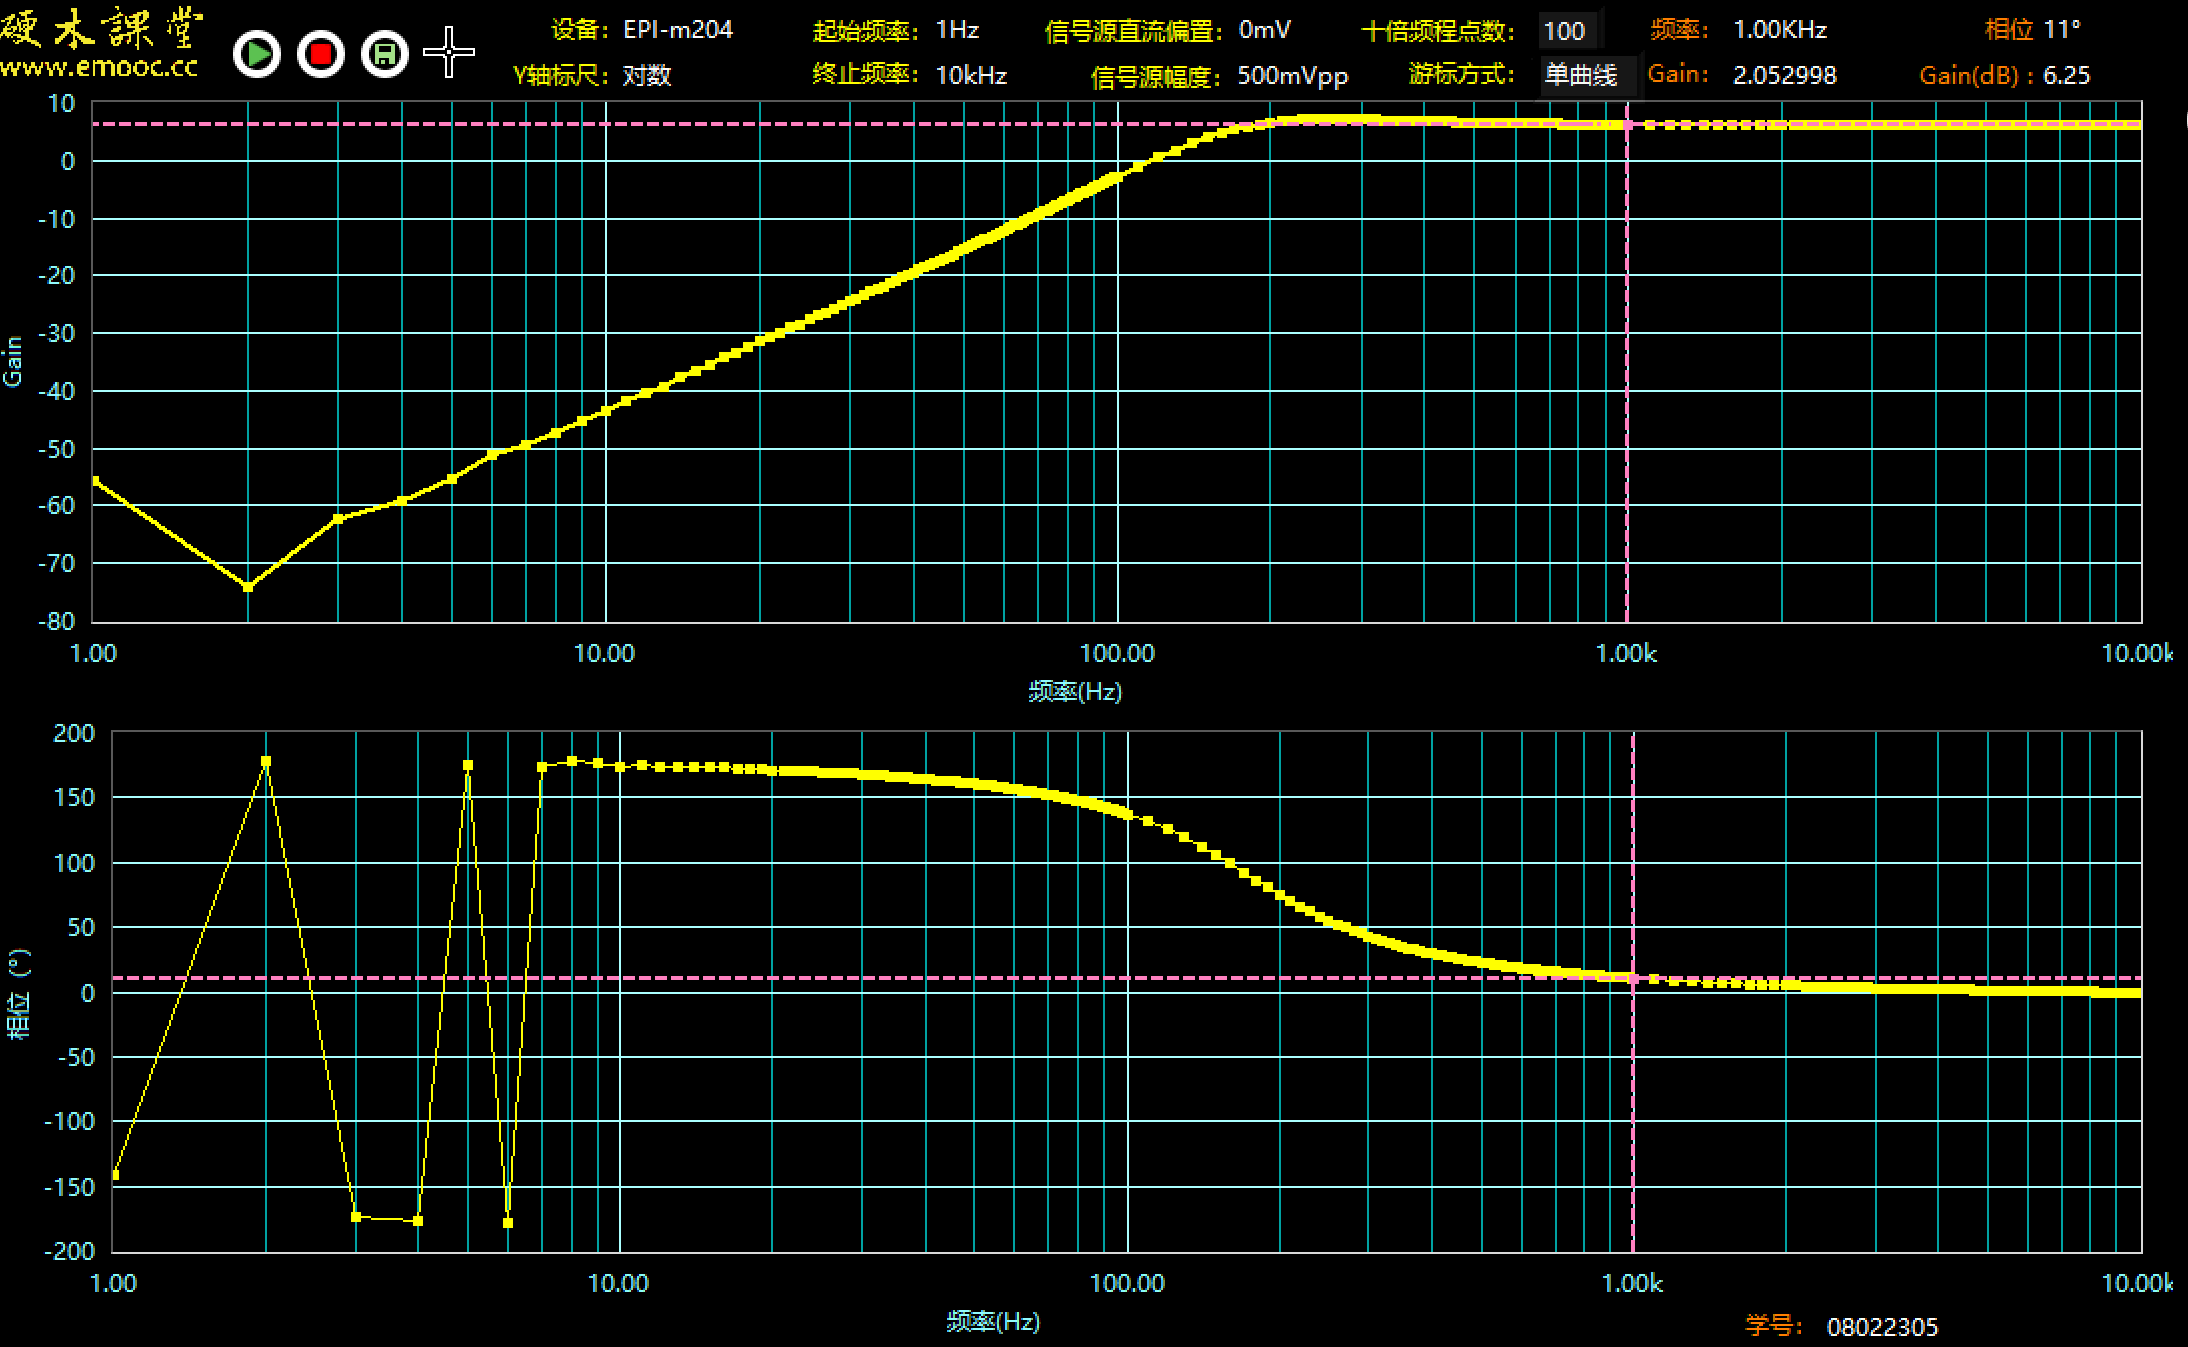 硬木課堂
www.emooc.cc
设备： EPI-m204 起始频率： 1Hz 信号源直流偏置： 0mV 十倍频程点数： 100 频率： 1.00KHz 相位 11°
Y轴标尺： 对数 终止频率： 10kHz 信号源幅度： 500mVpp 游标方式： 单曲线 Gain： 2.052998 Gain(dB)： 6.25
10
0
-10
-20
-30
-40
-50
-60
-70
-80
Gain
1.00 10.00 100.00 1.00k 10.00k
频率(Hz)
200
150
100
50
0
-50
-100
-150
-200
相位 (°)
1.00 10.00 100.00 1.00k 10.00k
频率(Hz)
学号： 08022305